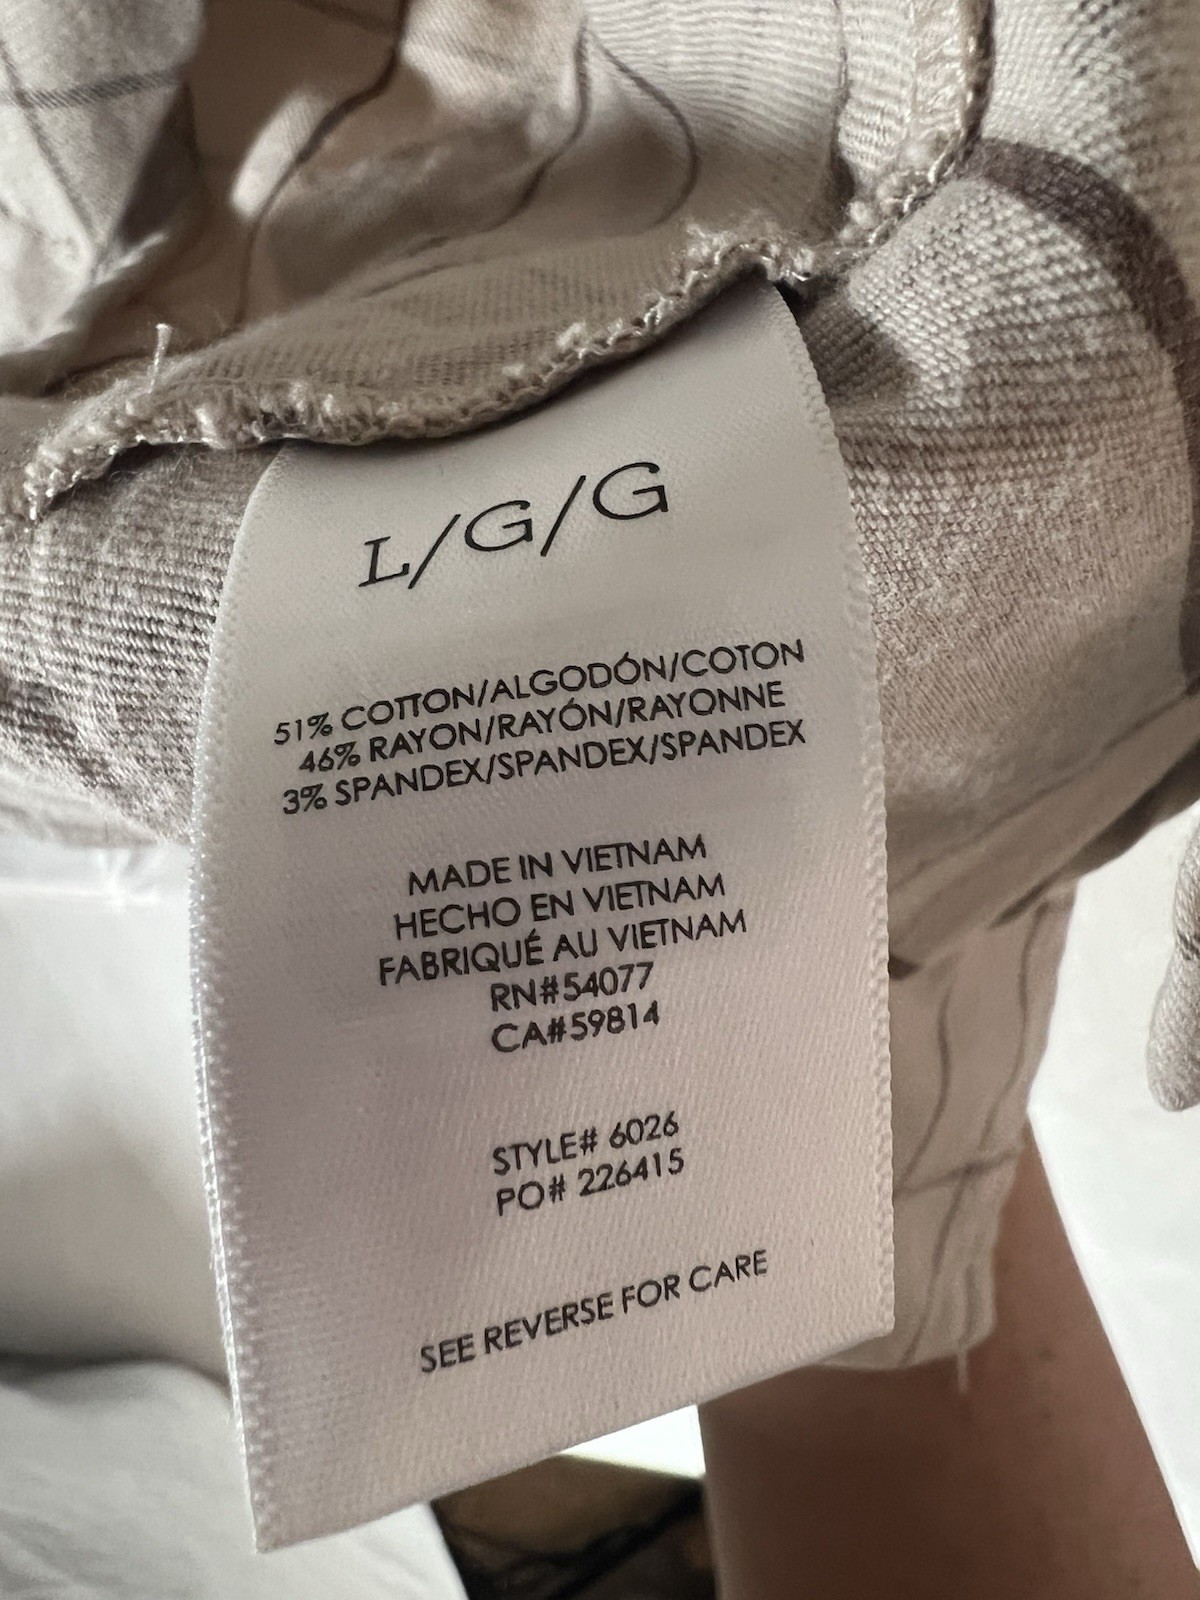 L/G/G
51% COTTON/ALGODÓN/COTON
46% RAYON/RAYÓN/RAYONNE
3% SPANDEX/SPANDEX/SPANDEX
MADE IN VIETNAM
HECHO EN VIETNAM
FABRIQUÉ AU VIETNAM
RN#54077
CA#59814
STYLE# 6026
PO# 226415
SEE REVERSE FOR CARE